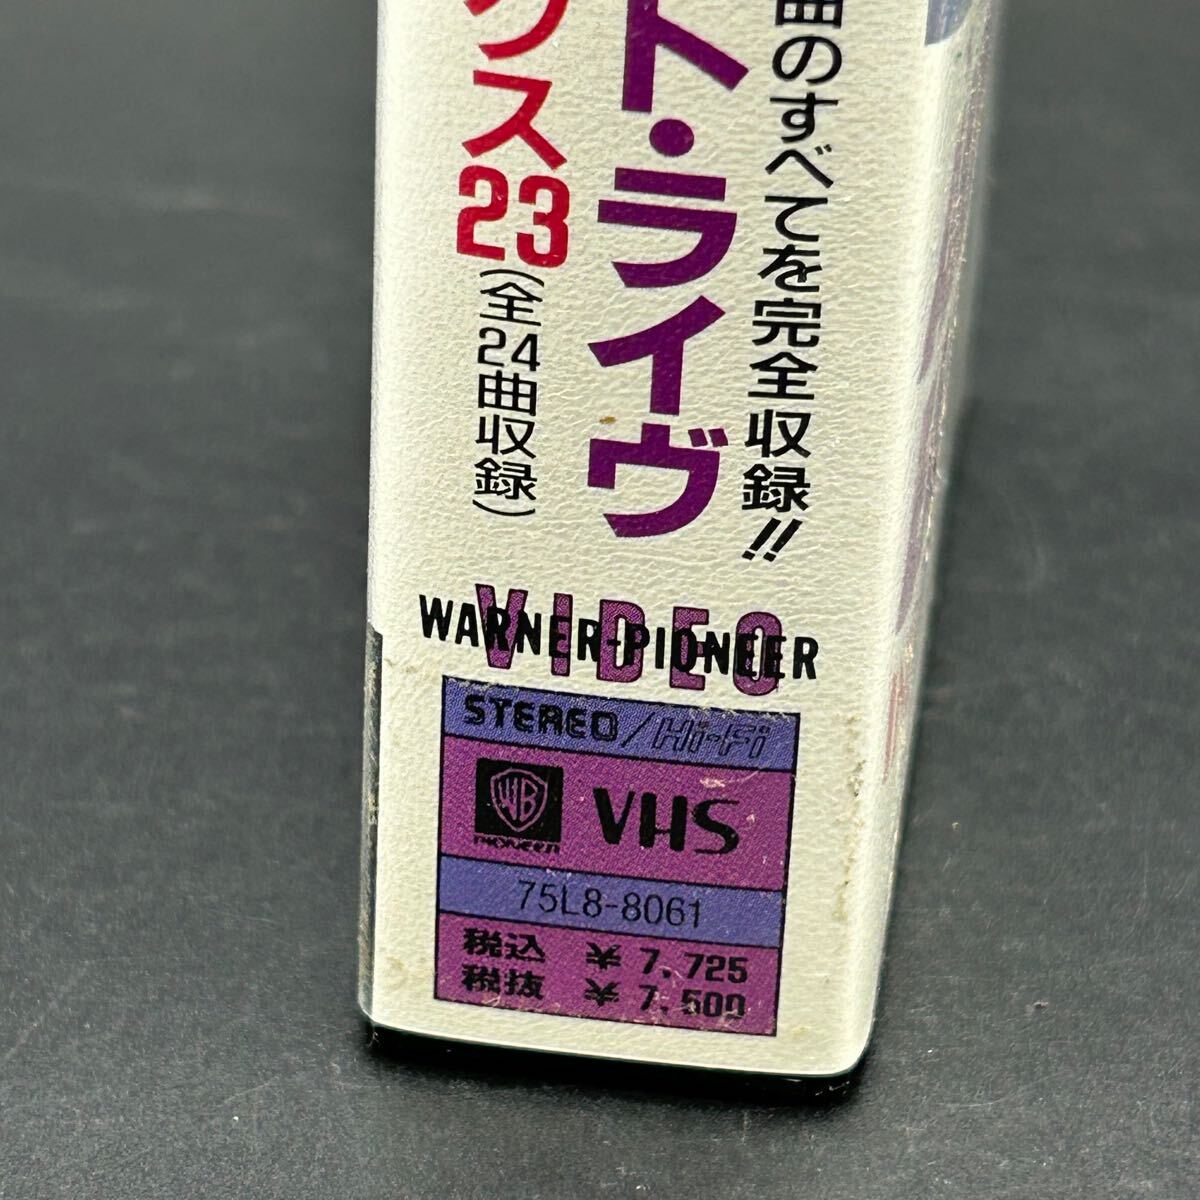 曲のすべてを完全収録!!
ト・ライヴ
クス23
(全24曲収録)
VIDEO
WARNER-PIONEER
STEREO/Hi-Fi
WB
PIONEER
VHS
75L8-8061
税込 ¥7,725
税抜 ¥7,500